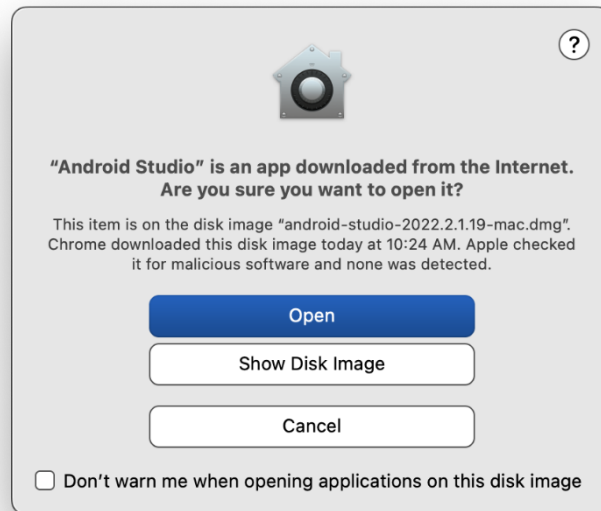 ?
“Android Studio” is an app downloaded from the Internet.
Are you sure you want to open it?
This item is on the disk image “android-studio-2022.2.1.19-mac.dmg”.
Chrome downloaded this disk image today at 10:24 AM. Apple checked
it for malicious software and none was detected.
Open
Show Disk Image
Cancel
Don’t warn me when opening applications on this disk image